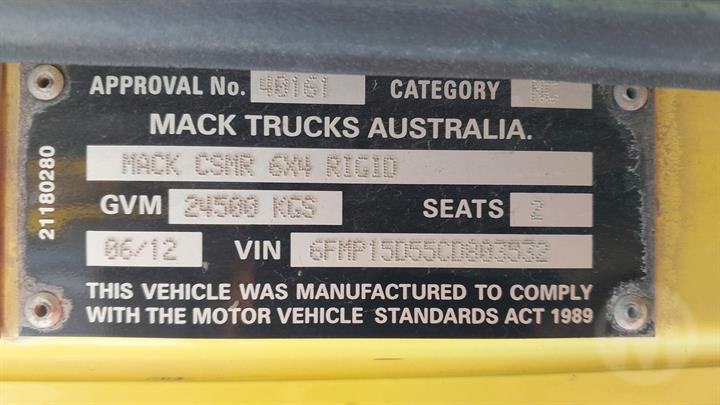 APPROVAL No. 40161 CATEGORY NC
MACK TRUCKS AUSTRALIA.
MACK CSMR 6X4 RIGID
GVM 24500 KGS SEATS 2
06/12 VIN 6FMP15D55CD803532
THIS VEHICLE WAS MANUFACTURED TO COMPLY
WITH THE MOTOR VEHICLE STANDARDS ACT 1989
21180280